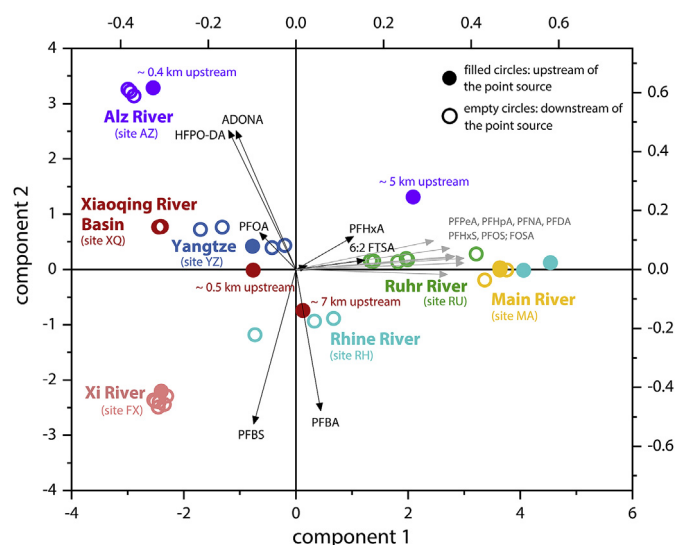 -0.4 -0.2 0.0 0.2 0.4 0.6
4
3
2
1
0
-1
-2
-3
-4
component 2
0.6
0.4
0.2
0.0
-0.2
-0.4
-0.6
~ 0.4 km upstream
Alz River
(site AZ)
ADONA
HFPO-DA
filled circles: upstream of
the point source
empty circles: downstream of
the point source
~ 5 km upstream
Xiaoqing River
Basin
(site XQ)
PFOA
Yangtze
(site YZ)
PFHxA
6:2 FTSA
PFPeA, PFHpA, PFNA, PFDA
PFHxS, PFOS; FOSA
~ 0.5 km upstream
Ruhr River
(site RU)
Main River
(site MA)
~ 7 km upstream
Rhine River
(site RH)
Xi River
(site FX)
PFBS
PFBA
-4 -2 0 2 4 6
component 1